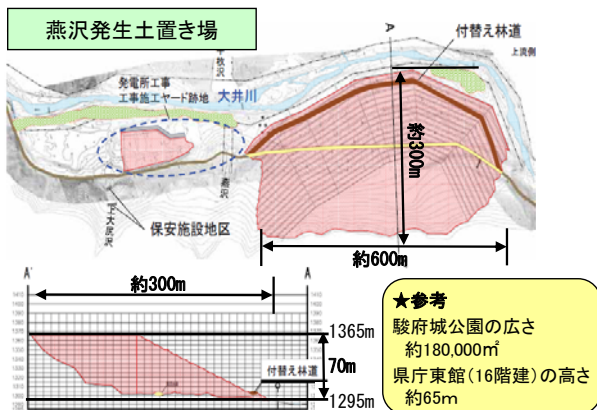 燕沢発生土置き場
付替え林道
上流側
A
千枚沢
発電所工事
工事施工ヤード跡地
大井川
約300m
燕沢
保安施設地区
上大尻沢
A'
約600m
A'
約300m
A
1365m
70m
付替え林道
1295m
★参考
駿府城公園の広さ
約180,000㎡
県庁東館(16階建)の高さ
約65m